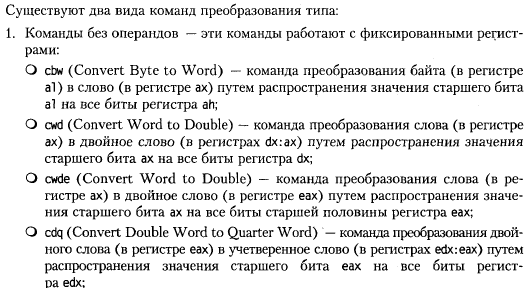 Существуют два вида команд преобразования типа:
1. Команды без операндов — эти команды работают с фиксированными регист-
рами:
○ cbw (Convert Byte to Word) — команда преобразования байта (в регистре
al) в слово (в регистре ax) путем распространения значения старшего бита
al на все биты регистра ah;
○ cwd (Convert Word to Double) — команда преобразования слова (в регистре
ax) в двойное слово (в регистрах dx:ax) путем распространения значения
старшего бита ax на все биты регистра dx;
○ cwde (Convert Word to Double) — команда преобразования слова (в ре-
гистре ax) в двойное слово (в регистре eax) путем распространения значе-
ния старшего бита ax на все биты старшей половины регистра eax;
○ cdq (Convert Double Word to Quarter Word) — команда преобразования двой-
ного слова (в регистре eax) в учетверенное слово (в регистрах edx:eax) путем
распространения значения старшего бита eax на все биты регист-
ра edx;